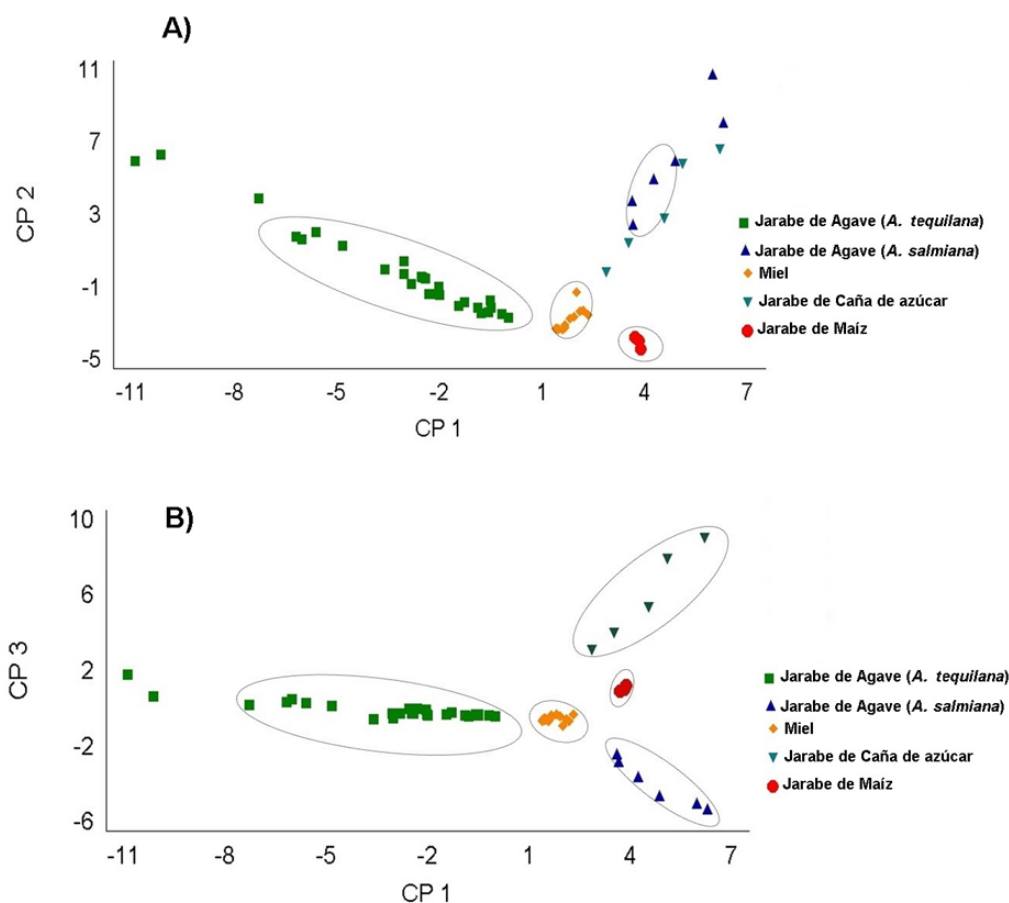 A)
11
7
3
-1
-5
CP 2
-11 -8 -5 -2 1 4 7
CP 1
Jarabe de Agave (A. tequilana)
Jarabe de Agave (A. salmiana)
Miel
Jarabe de Caña de azúcar
Jarabe de Maíz
B)
10
6
2
-2
-6
CP 3
-11 -8 -5 -2 1 4 7
CP 1
Jarabe de Agave (A. tequilana)
Jarabe de Agave (A. salmiana)
Miel
Jarabe de Caña de azúcar
Jarabe de Maíz